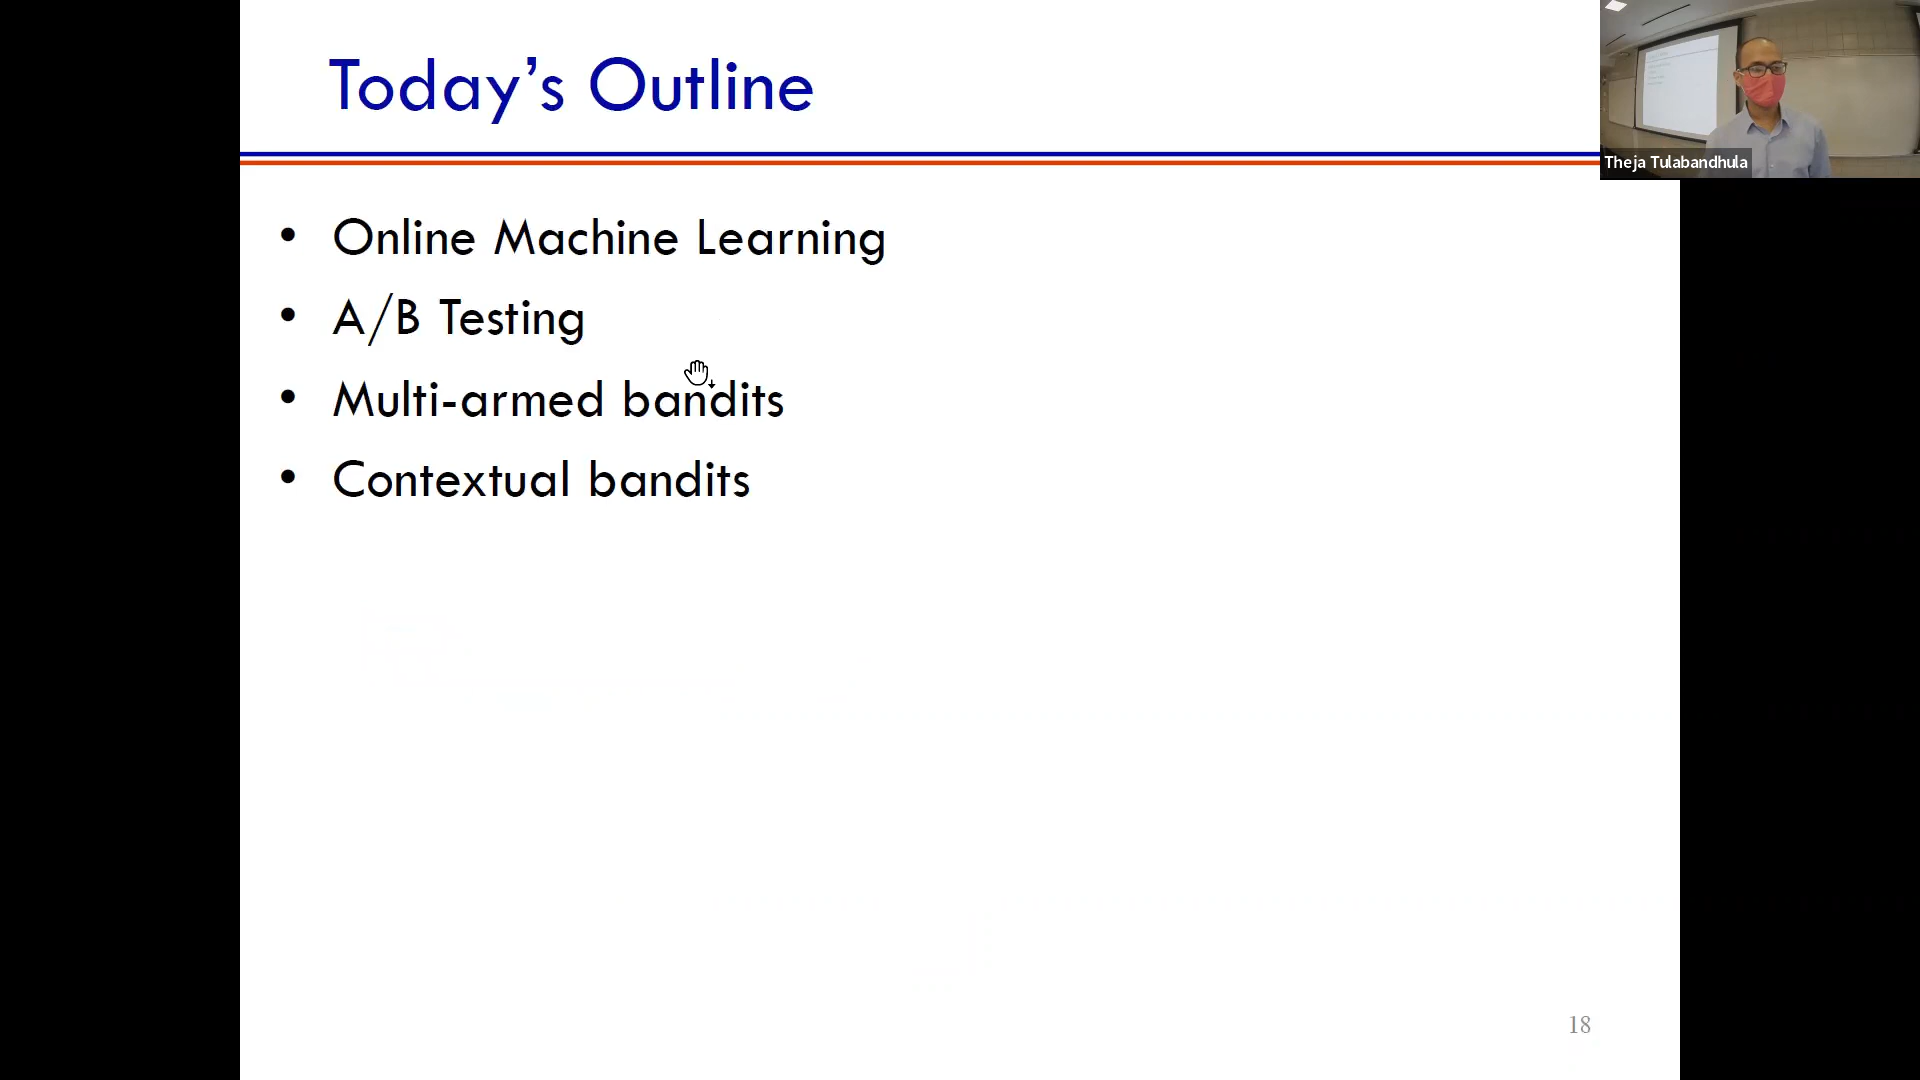 Today’s Outline
Theja Tulabandhula
• Online Machine Learning
• A/B Testing
• Multi-armed bandits
• Contextual bandits
18